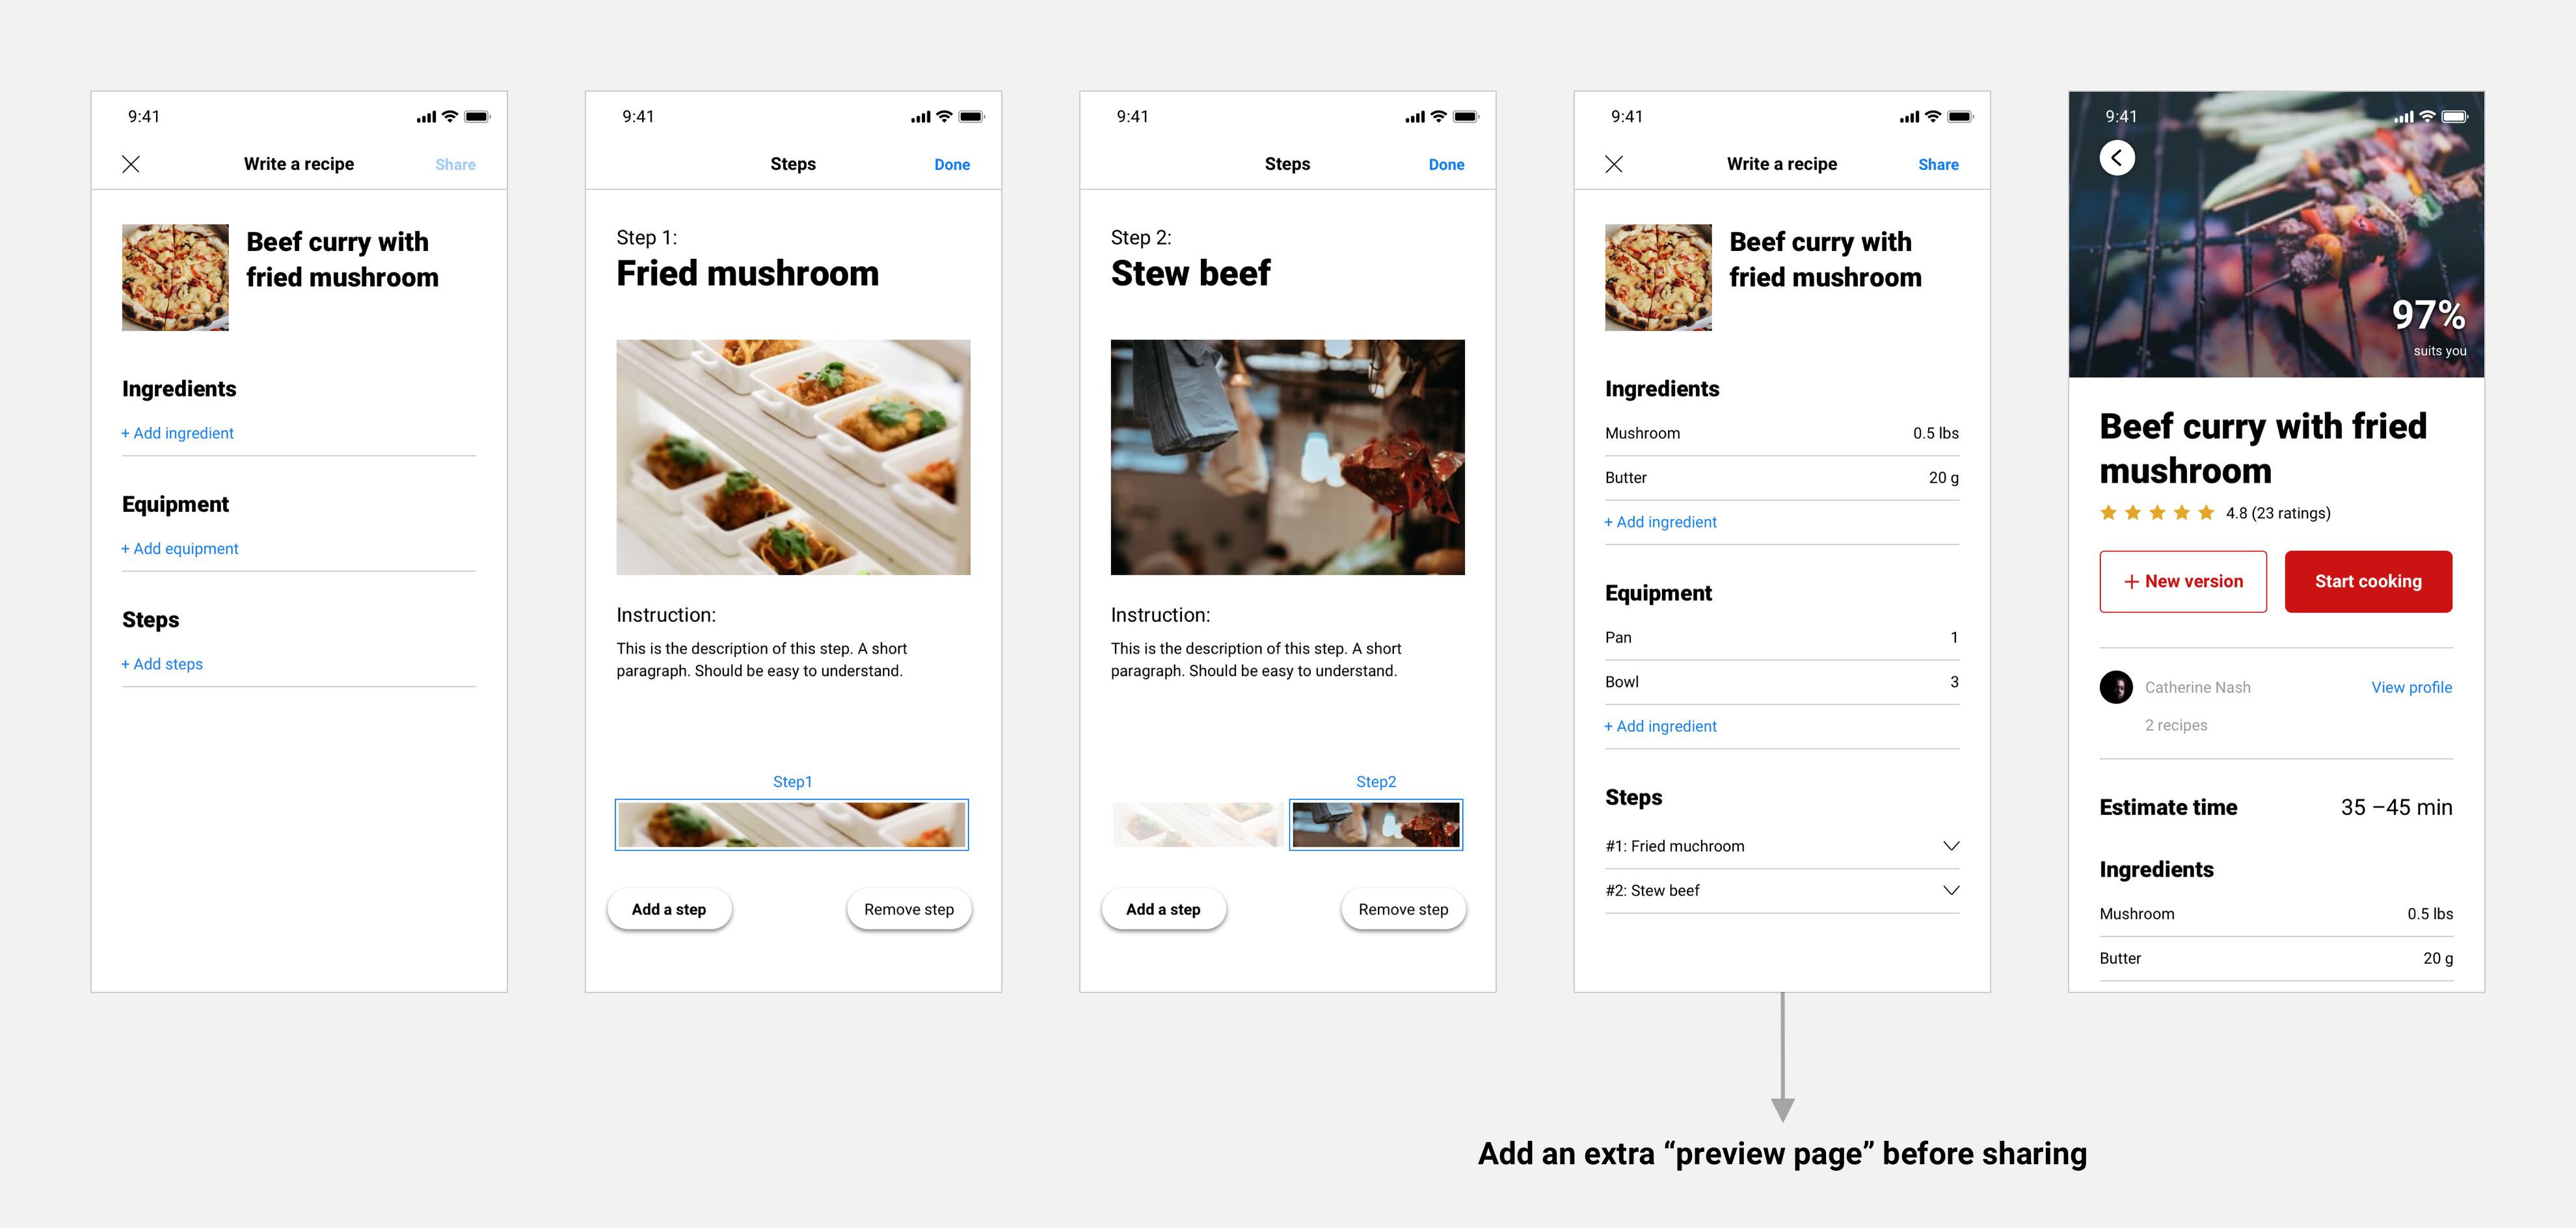 9:41
Write a recipe
Share
Beef curry with
fried mushroom
Ingredients
+ Add ingredient
Equipment
+ Add equipment
Steps
+ Add steps
9:41
Steps
Done
Step 1:
Fried mushroom
Instruction:
This is the description of this step. A short
paragraph. Should be easy to understand.
Step1
Add a step
Remove step
9:41
Steps
Done
Step 2:
Stew beef
Instruction:
This is the description of this step. A short
paragraph. Should be easy to understand.
Step2
Add a step
Remove step
9:41
Write a recipe
Share
Beef curry with
fried mushroom
Ingredients
Mushroom 0.5 lbs
Butter 20 g
+ Add ingredient
Equipment
Pan 1
Bowl 3
+ Add ingredient
Steps
#1: Fried muchroom
#2: Stew beef
Add an extra “preview page” before sharing
9:41
97%
suits you
Beef curry with fried
mushroom
4.8 (23 ratings)
+ New version
Start cooking
Catherine Nash
View profile
2 recipes
Estimate time 35 –45 min
Ingredients
Mushroom 0.5 lbs
Butter 20 g